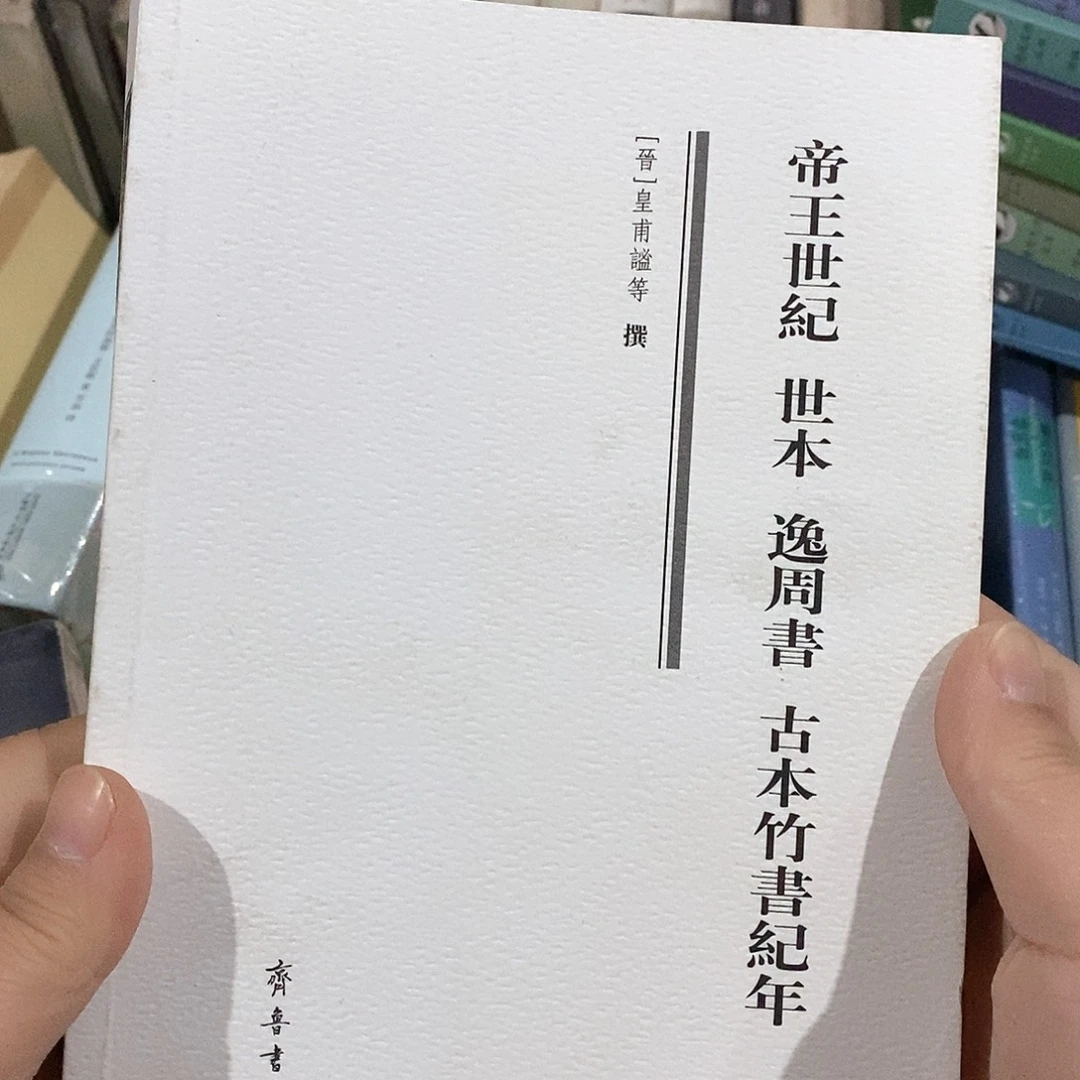 帝王世紀 世本 逸周書 古本竹書紀年
［晉］皇甫謐等 撰
齊魯書